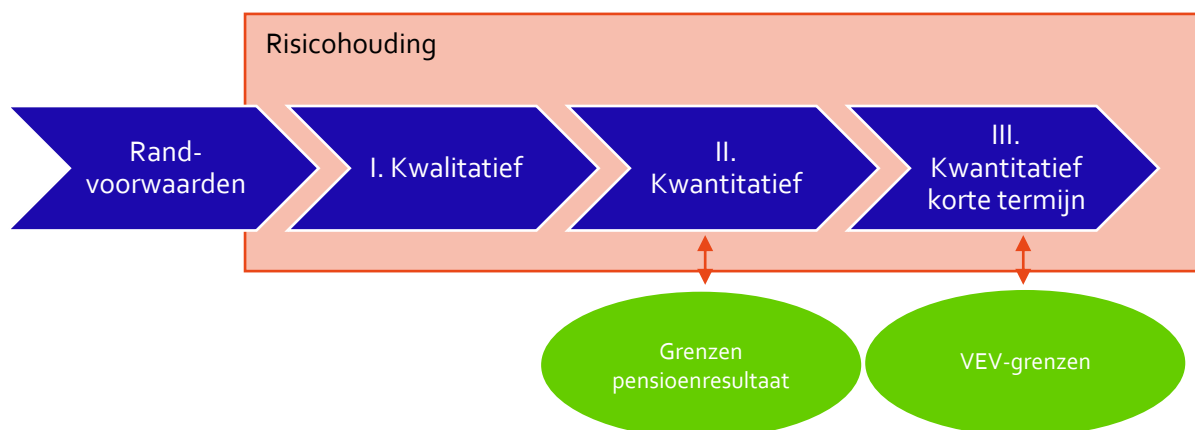 Risicohouding
Rand-
voorwaarden
I. Kwalitatief
II.
Kwantitatief
III.
Kwantitatief
korte termijn
Grenzen
pensioenresultaat
VEV-grenzen